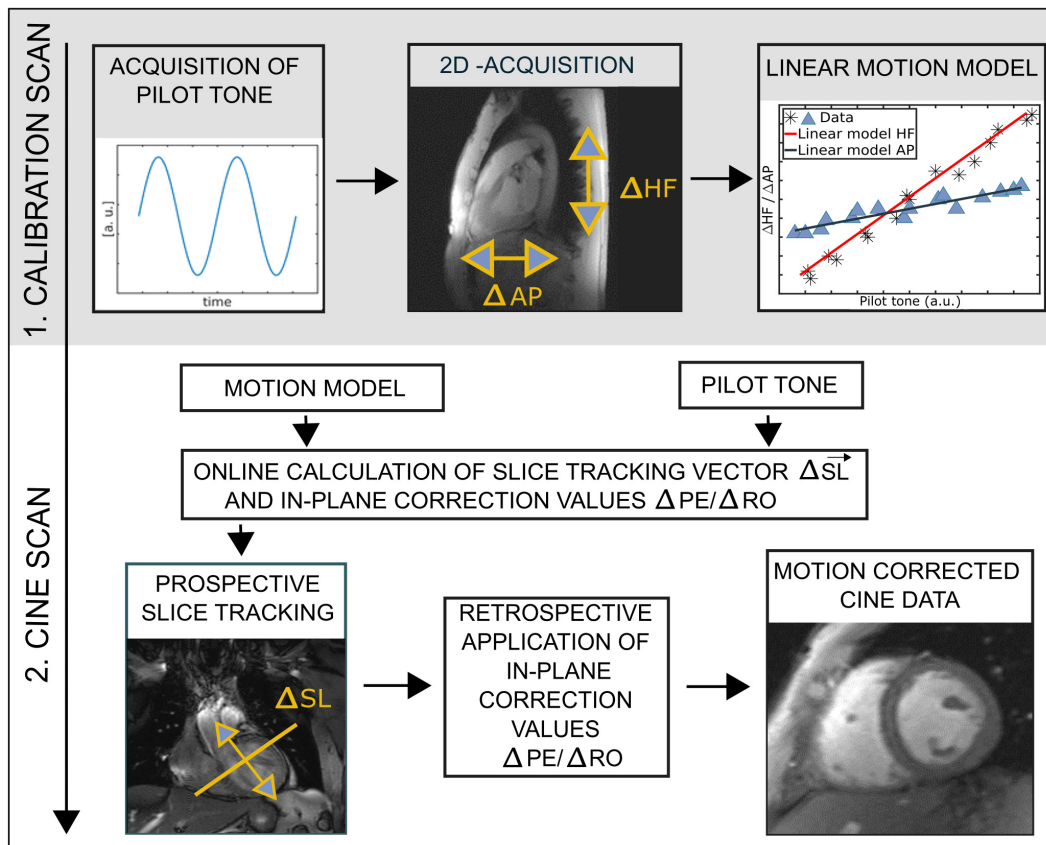 1. CALIBRATION SCAN
ACQUISITION OF
PILOT TONE
[a. u.]
time
2D -ACQUISITION
ΔHF
ΔAP
LINEAR MOTION MODEL
Data
Linear model HF
Linear model AP
ΔHF / ΔAP
Pilot tone (a.u.)
2. CINE SCAN
MOTION MODEL
PILOT TONE
ONLINE CALCULATION OF SLICE TRACKING VECTOR ΔSL
AND IN-PLANE CORRECTION VALUES ΔPE/ΔRO
PROSPECTIVE
SLICE TRACKING
ΔSL
RETROSPECTIVE
APPLICATION OF
IN-PLANE
CORRECTION
VALUES
ΔPE/ΔRO
MOTION CORRECTED
CINE DATA